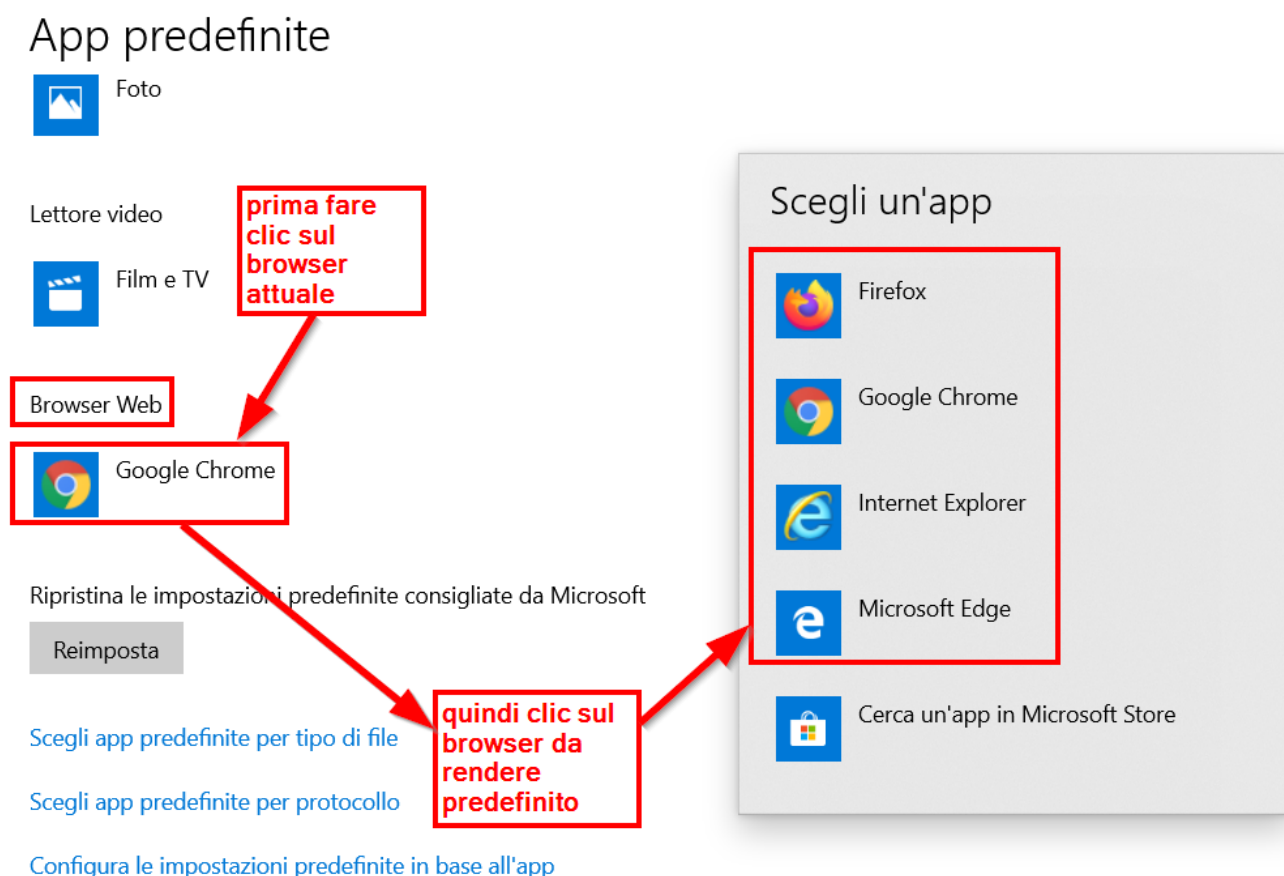 App predefinite
Foto
Lettore video
Film e TV
prima fare
clic sul
browser
attuale
Browser Web
Google Chrome
Ripristina le impostazioni predefinite consigliate da Microsoft
Reimposta
Scegli app predefinite per tipo di file
Scegli app predefinite per protocollo
Configura le impostazioni predefinite in base all'app
quindi clic sul
browser da
rendere
predefinito
Scegli un'app
Firefox
Google Chrome
Internet Explorer
Microsoft Edge
Cerca un'app in Microsoft Store